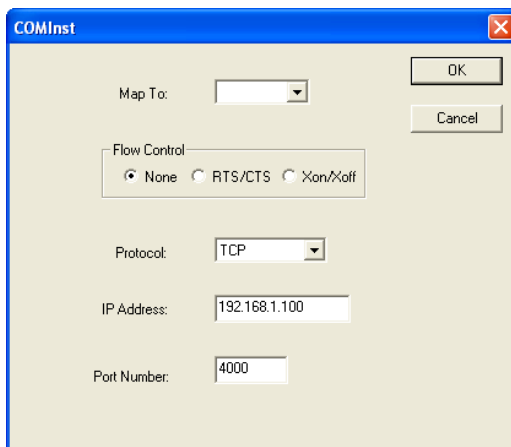 COMInst
OK
Map To:
Cancel
Flow Control
None RTS/CTS Xon/Xoff
Protocol: TCP
IP Address: 192.168.1.100
Port Number: 4000